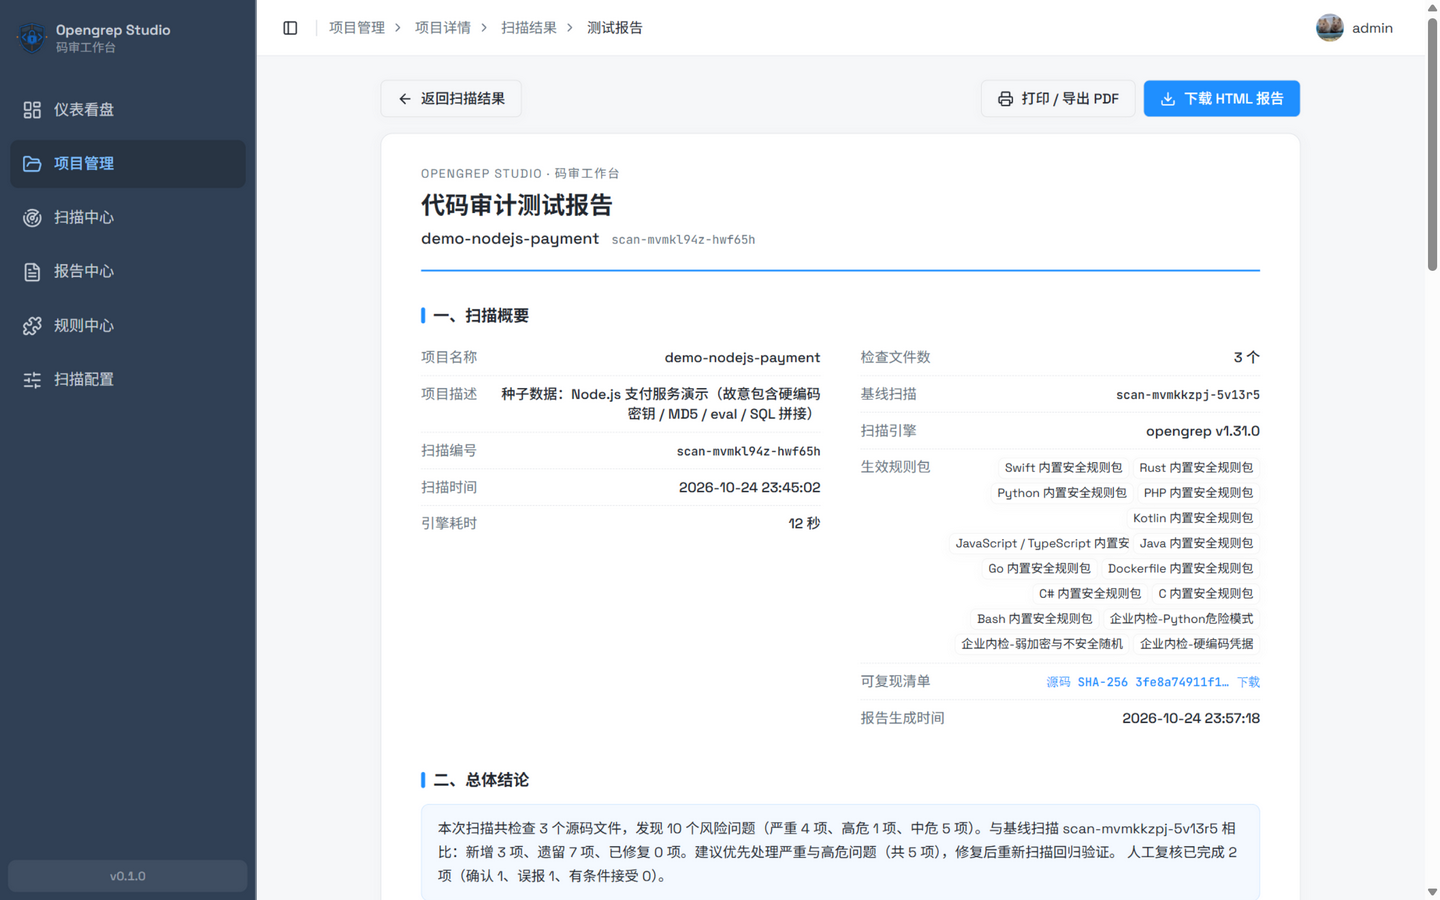 Opengrep Studio
码审工作台
仪表看盘
项目管理
扫描中心
报告中心
规则中心
扫描配置
v0.1.0
项目管理 > 项目详情 > 扫描结果 > 测试报告
admin
返回扫描结果
打印 / 导出 PDF
下载 HTML 报告
OPENGREP STUDIO · 码审工作台
代码审计测试报告
demo-nodejs-payment scan-mvmkl94z-hwf65h
一、扫描概要
项目名称 demo-nodejs-payment
项目描述 种子数据：Node.js 支付服务演示（故意包含硬编码
密钥 / MD5 / eval / SQL 拼接）
扫描编号 scan-mvmkl94z-hwf65h
扫描时间 2026-10-24 23:45:02
引擎耗时 12 秒
检查文件数 3 个
基线扫描 scan-mvmkkzpj-5v13r5
扫描引擎 opengrep v1.31.0
生效规则包 Swift 内置安全规则包 Rust 内置安全规则包
Python 内置安全规则包 PHP 内置安全规则包
Kotlin 内置安全规则包
JavaScript / TypeScript 内置安 Java 内置安全规则包
Go 内置安全规则包 Dockerfile 内置安全规则包
C# 内置安全规则包 C 内置安全规则包
Bash 内置安全规则包 企业内检-Python危险模式
企业内检-弱加密与不安全随机 企业内检-硬编码凭据
可复现清单 源码 SHA-256 3fe8a74911f1… 下载
报告生成时间 2026-10-24 23:57:18
二、总体结论
本次扫描共检查 3 个源码文件，发现 10 个风险问题（严重 4 项、高危 1 项、中危 5 项）。与基线扫描 scan-mvmkkzpj-5v13r5 相
比：新增 3 项、遗留 7 项、已修复 0 项。建议优先处理严重与高危问题（共 5 项），修复后重新扫描回归验证。 人工复核已完成 2
项（确认 1、误报 1、有条件接受 0）。